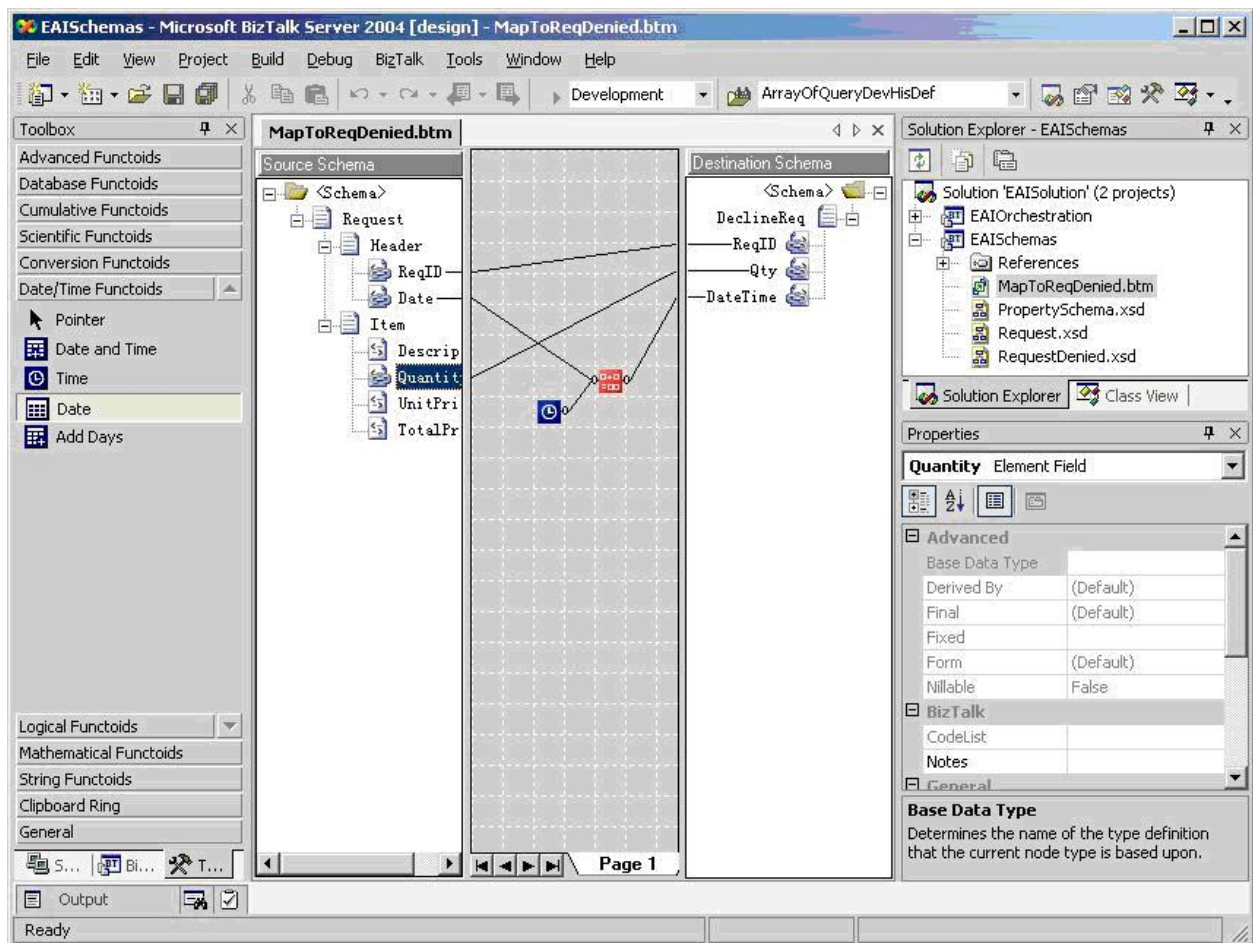 EAISchemas - Microsoft BizTalk Server 2004 [design] - MapToReqDenied.btm
File Edit View Project Build Debug BizTalk Tools Window Help
Development ArrayOfQueryDevHisDef
Toolbox
Advanced Functoids
Database Functoids
Cumulative Functoids
Scientific Functoids
Conversion Functoids
Date/Time Functoids
Pointer
Date and Time
Time
Date
Add Days
Logical Functoids
Mathematical Functoids
String Functoids
Clipboard Ring
General
S... Bi... T...
MapToReqDenied.btm
Source Schema
<Schema>
Request
Header
ReqID
Date
Item
Descrip
Quantit
UnitPri
TotalPr
Page 1
Destination Schema
<Schema>
DeclineReq
ReqID
Qty
DateTime
Solution Explorer - EAISchemas
Solution 'EAISolution' (2 projects)
EAIOrchestration
EAISchemas
References
MapToReqDenied.btm
PropertySchema.xsd
Request.xsd
RequestDenied.xsd
Solution Explorer Class View
Properties
Quantity Element Field
Advanced
Base Data Type
Derived By (Default)
Final (Default)
Fixed
Form (Default)
Nillable False
BizTalk
CodeList
Notes
General
Base Data Type
Determines the name of the type definition
that the current node type is based upon.
Output
Ready